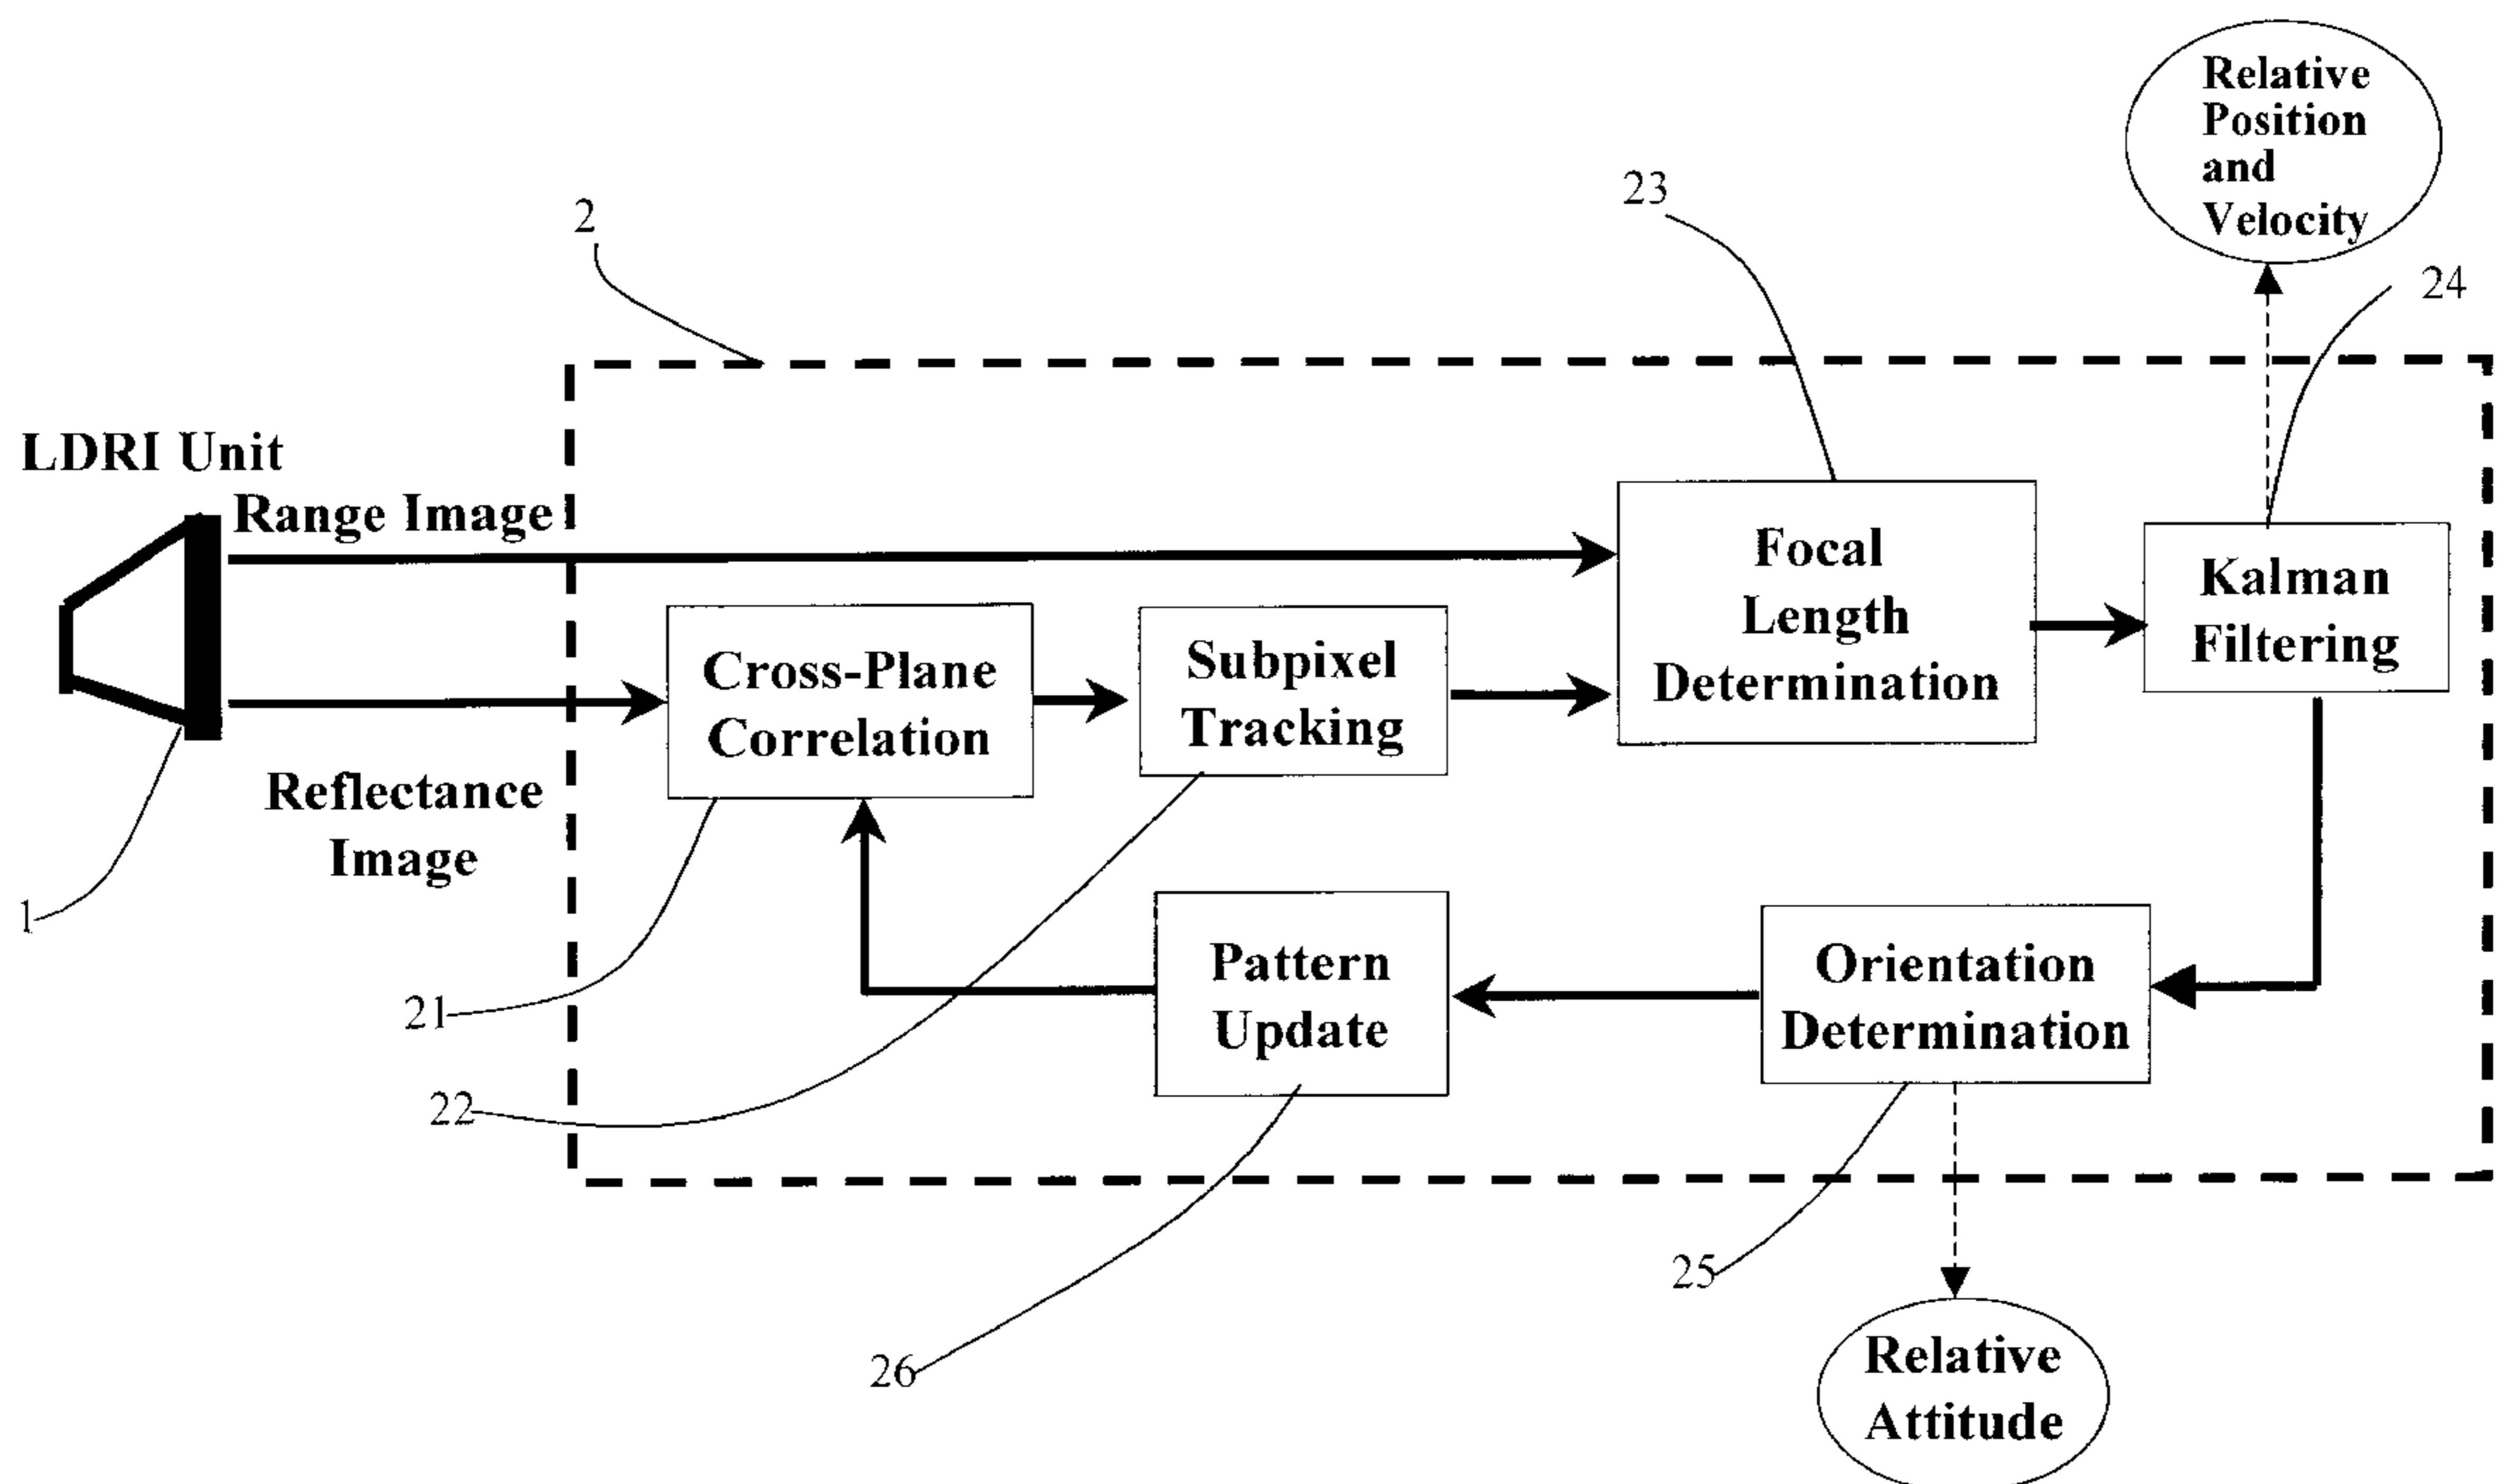 Relative
Position
and
Velocity
23
2
24
LDRI Unit
Range Image
Focal
Length
Determination
Kalman
Filtering
Cross-Plane
Correlation
Subpixel
Tracking
Reflectance
Image
1
Pattern
Update
Orientation
Determination
21
22
25
26
Relative
Attitude